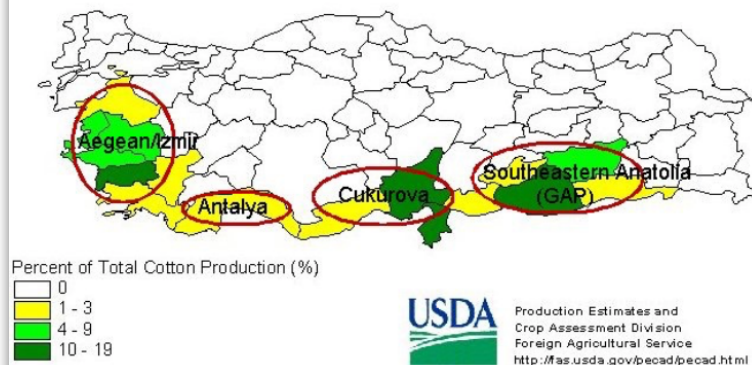 Aegean/Izmir
Antalya
Cukurova
Southeastern Anatolia
(GAP)
Percent of Total Cotton Production (%)
0
1 - 3
4 - 9
10 - 19
USDA
Production Estimates and
Crop Assessment Division
Foreign Agricultural Service
http://fas.usda.gov/pecad/pecad.html